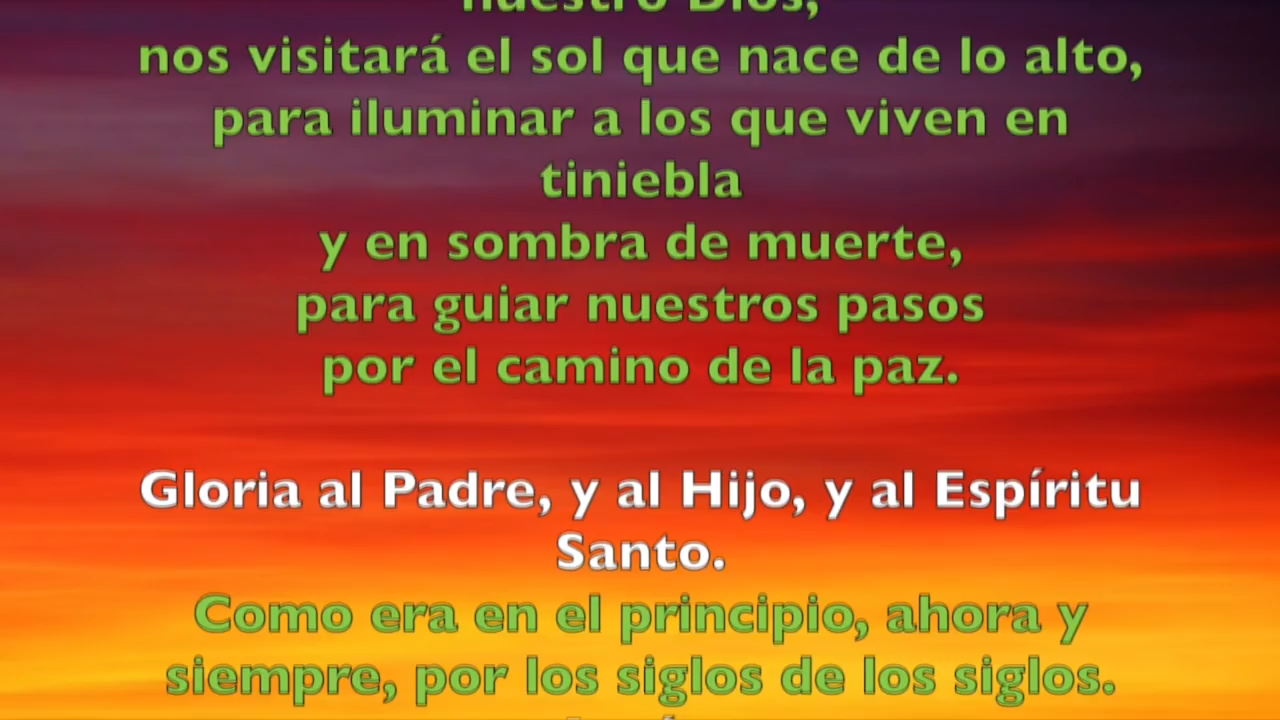 nuestro Dios,
nos visitará el sol que nace de lo alto,
para iluminar a los que viven en
tiniebla
y en sombra de muerte,
para guiar nuestros pasos
por el camino de la paz.
Gloria al Padre, y al Hijo, y al Espíritu
Santo.
Como era en el principio, ahora y
siempre, por los siglos de los siglos.